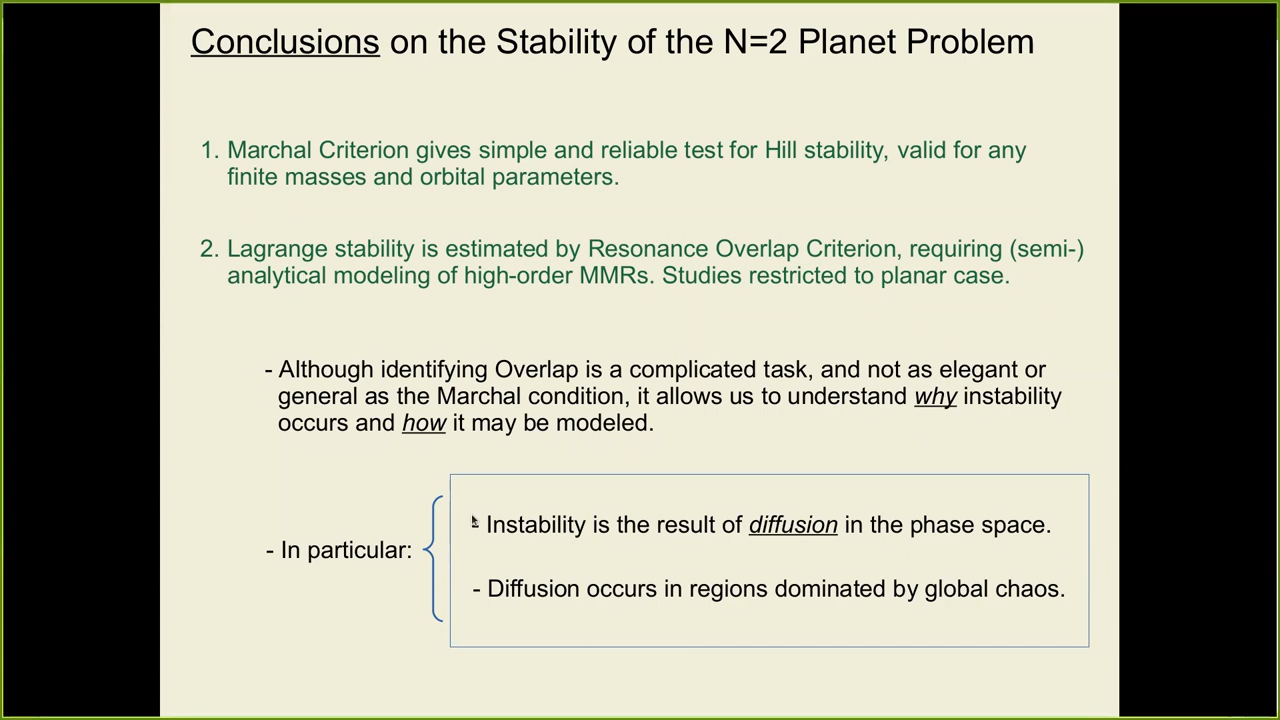 Conclusions on the Stability of the N=2 Planet Problem
1. Marchal Criterion gives simple and reliable test for Hill stability, valid for any
finite masses and orbital parameters.
2. Lagrange stability is estimated by Resonance Overlap Criterion, requiring (semi-)
analytical modeling of high-order MMRs. Studies restricted to planar case.
- Although identifying Overlap is a complicated task, and not as elegant or
general as the Marchal condition, it allows us to understand why instability
occurs and how it may be modeled.
- In particular:
- Instability is the result of diffusion in the phase space.
- Diffusion occurs in regions dominated by global chaos.